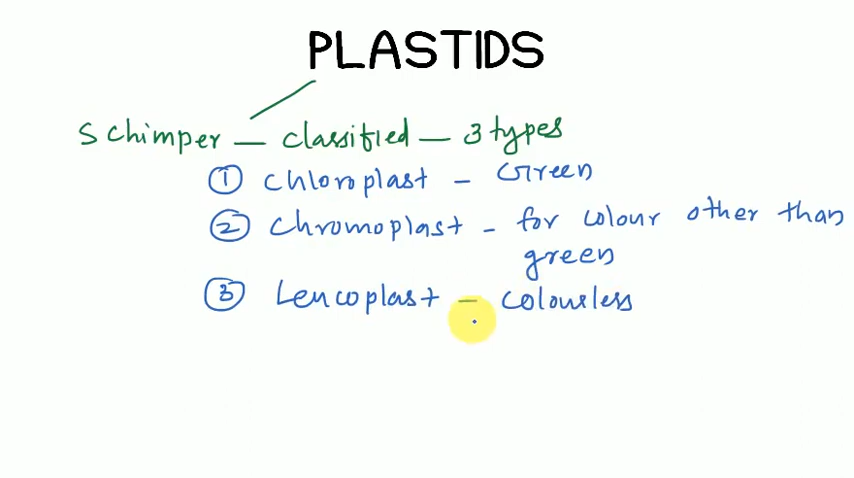 PLASTIDS
Schimper — classified — 3 types
① Chloroplast - Green
② Chromoplast - for colour other than
green
③ Leucoplast - colourless